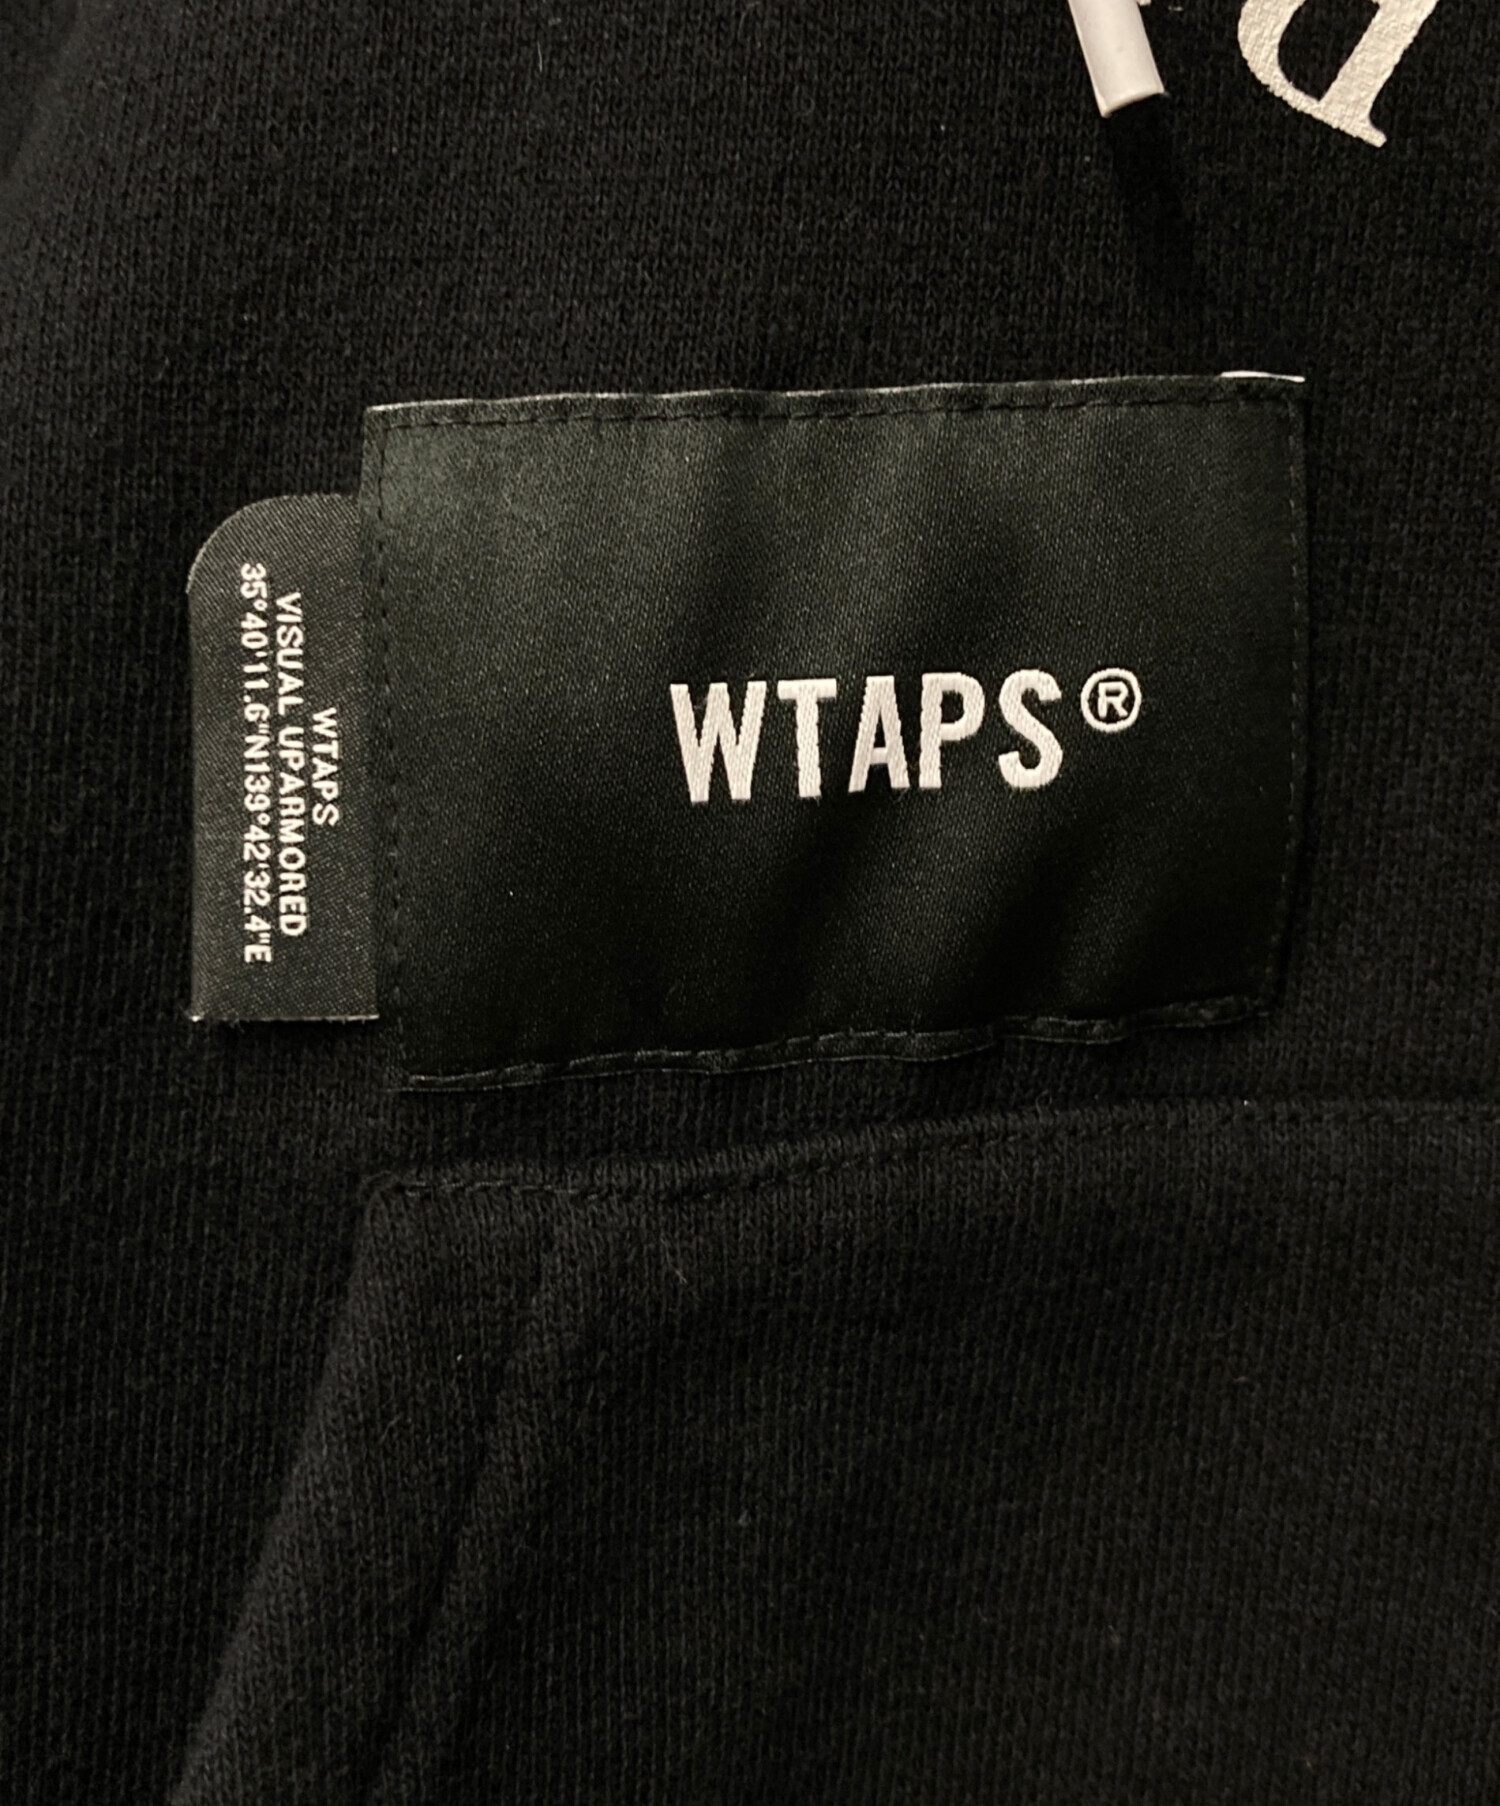 WTAPS
VISUAL UPARMORED
35°40'11.6"N139°42'32.4"E
WTAPS®